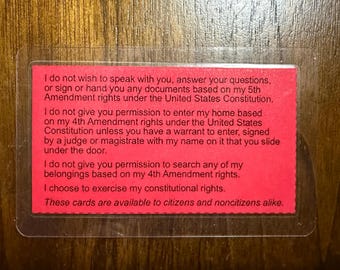 I do not wish to speak with you, answer your questions,
or sign or hand you any documents based on my 5th
Amendment rights under the United States Constitution.
I do not give you permission to enter my home based
on my 4th Amendment rights under the United States
Constitution unless you have a warrant to enter, signed
by a judge or magistrate with my name on it that you slide
under the door.
I do not give you permission to search any of my
belongings based on my 4th Amendment rights.
I choose to exercise my constitutional rights.
These cards are available to citizens and noncitizens alike.